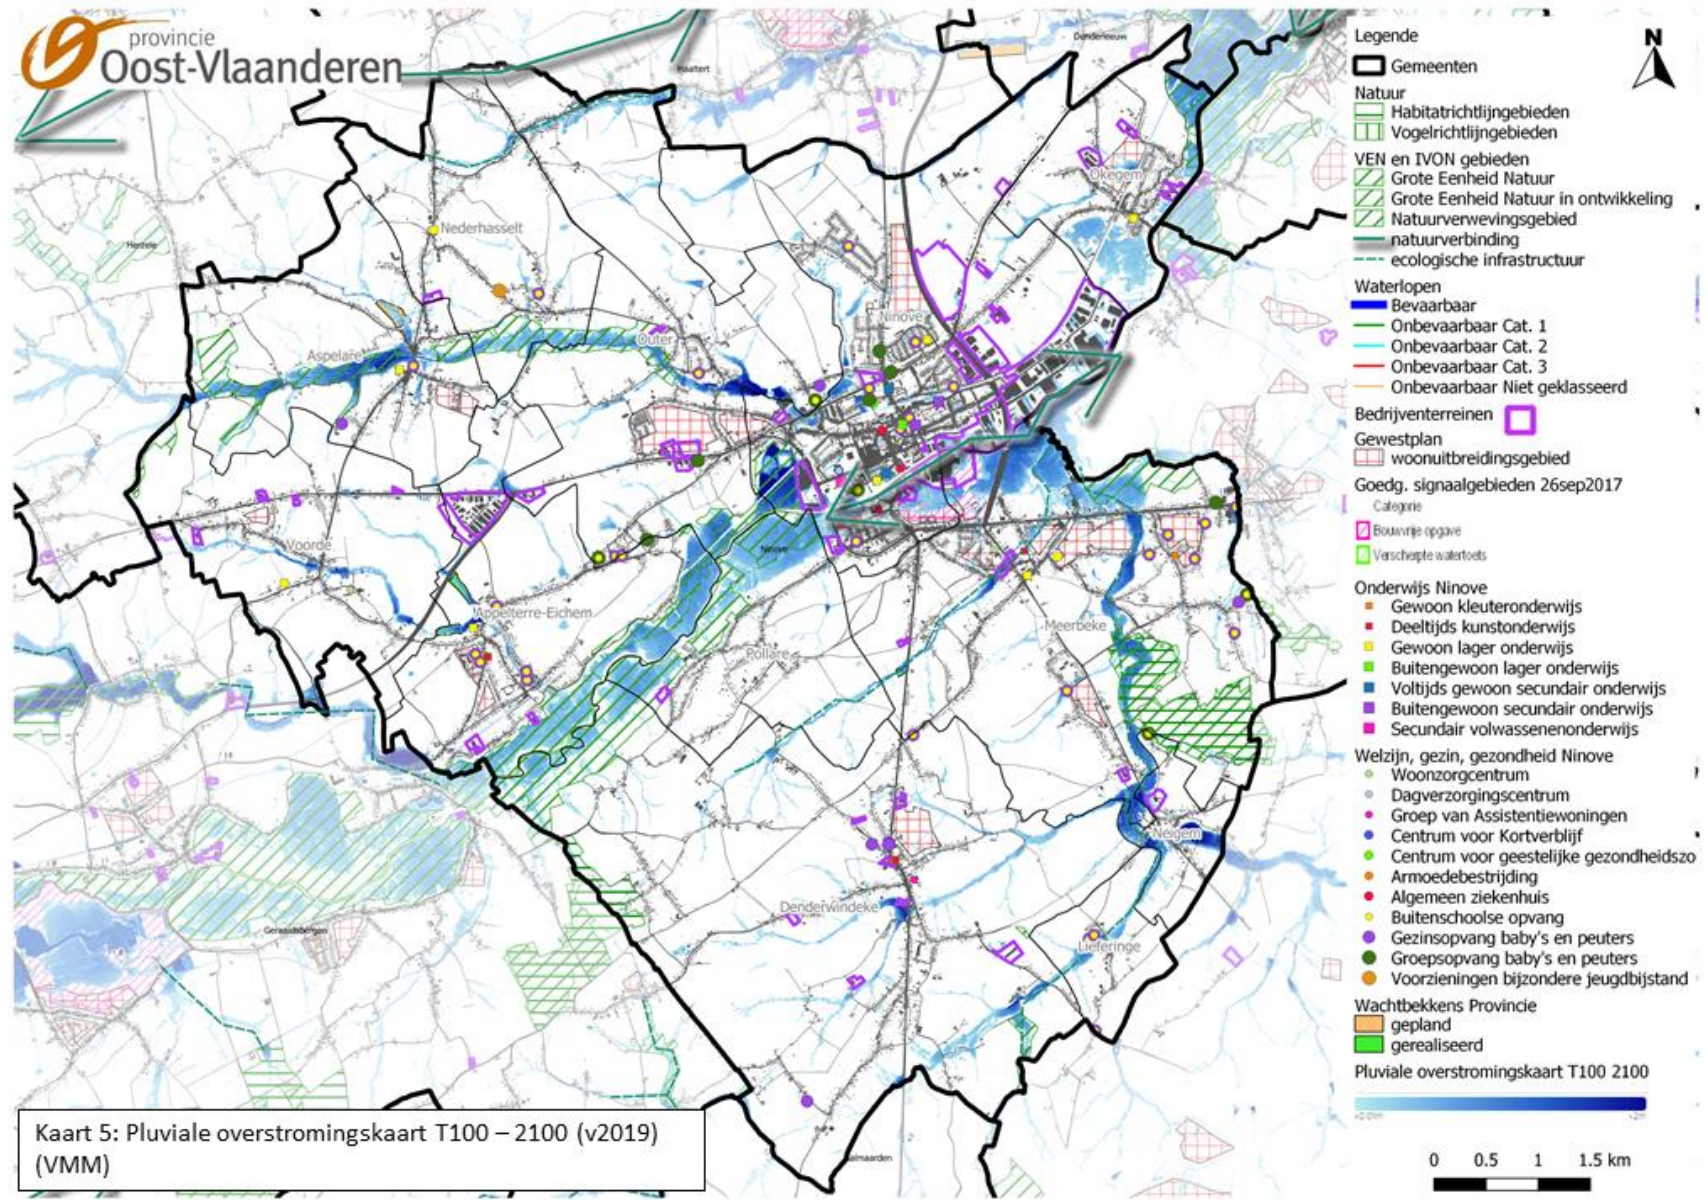 provincie
Oost-Vlaanderen
Denderleeuw
Haaltert
Okegem
Nederhasselt
Herzele
Ninove
Outer
Aspelare
Voorde
Ninove
Appelterre-Eichem
Meerbeke
Pollare
Neigem
Denderwindeke
Geraardsbergen
Lieferinge
Kaart 5: Pluviale overstromingskaart T100 – 2100 (v2019)
(VMM)
Legende
N
Gemeenten
Natuur
Habitatrichtlijngebieden
Vogelrichtlijngebieden
VEN en IVON gebieden
Grote Eenheid Natuur
Grote Eenheid Natuur in ontwikkeling
Natuurverwevingsgebied
natuurverbinding
ecologische infrastructuur
Waterlopen
Bevaarbaar
Onbevaarbaar Cat. 1
Onbevaarbaar Cat. 2
Onbevaarbaar Cat. 3
Onbevaarbaar Niet geklasseerd
Bedrijventerreinen
Gewestplan
woonuitbreidingsgebied
Goedg. signaalgebieden 26sep2017
Categorie
Bouwvrije opgave
Verscherpte watertoets
Onderwijs Ninove
Gewoon kleuteronderwijs
Deeltijds kunstonderwijs
Gewoon lager onderwijs
Buitengewoon lager onderwijs
Voltijds gewoon secundair onderwijs
Buitengewoon secundair onderwijs
Secundair volwassenenonderwijs
Welzijn, gezin, gezondheid Ninove
Woonzorgcentrum
Dagverzorgingscentrum
Groep van Assistentiewoningen
Centrum voor Kortverblijf
Centrum voor geestelijke gezondheidszo
Armoedebestrijding
Algemeen ziekenhuis
Buitenschoolse opvang
Gezinsopvang baby's en peuters
Groepsopvang baby's en peuters
Voorzieningen bijzondere jeugdbijstand
Wachtbekkens Provincie
gepland
gerealiseerd
Pluviale overstromingskaart T100 2100
0 0.5 1 1.5 km